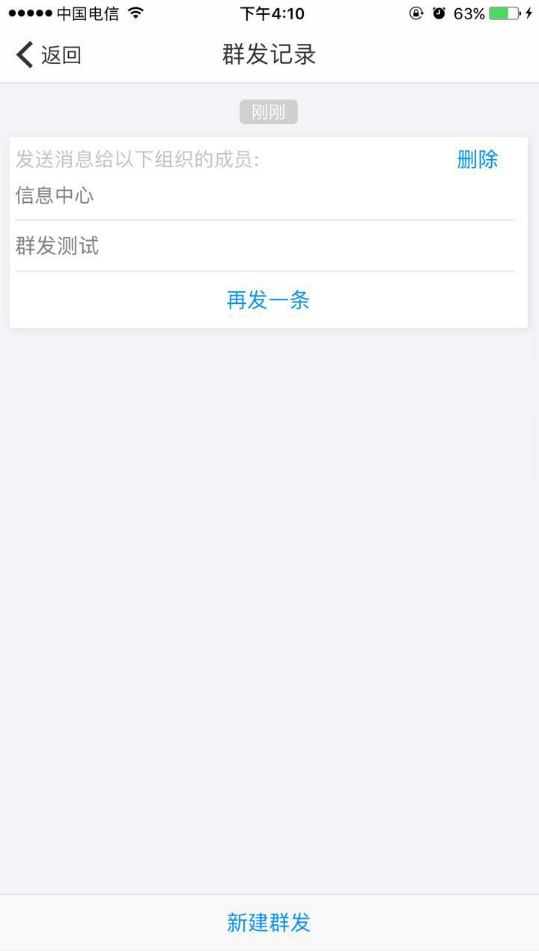 中国电信 下午4:10 63%
返回 群发记录
刚刚
发送消息给以下组织的成员: 删除
信息中心
群发测试
再发一条
新建群发